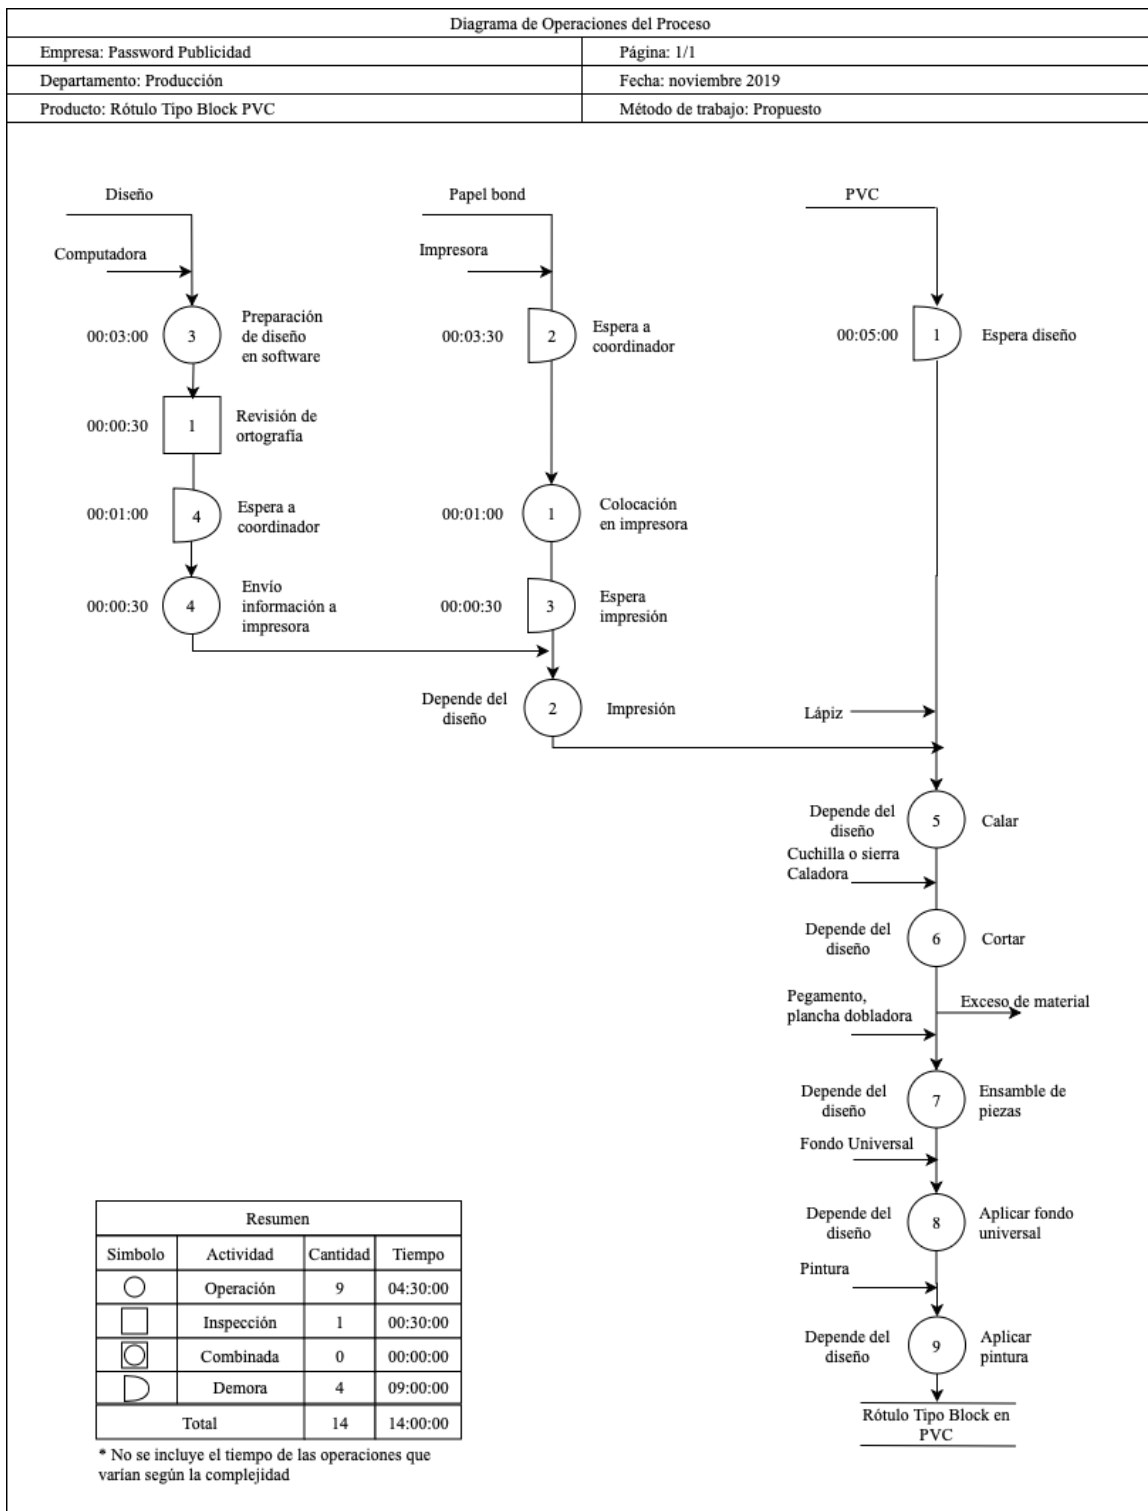 Diagrama de Operaciones del Proceso
Empresa: Password Publicidad
Página: 1/1
Departamento: Producción
Fecha: noviembre 2019
Producto: Rótulo Tipo Block PVC
Método de trabajo: Propuesto
Diseño
Computadora
00:03:00
3
Preparación
de diseño
en software
00:00:30
1
Revisión de
ortografía
00:01:00
4
Espera a
coordinador
00:00:30
4
Envío
información a
impresora
Papel bond
Impresora
00:03:30
2
Espera a
coordinador
00:01:00
1
Colocación
en impresora
00:00:30
3
Espera
impresión
Depende del
diseño
2
Impresión
PVC
00:05:00
1
Espera diseño
Lápiz
Depende del
diseño
5
Calar
Cuchilla o sierra
Caladora
Depende del
diseño
6
Cortar
Pegamento,
plancha dobladora
Exceso de material
Depende del
diseño
7
Ensamble de
piezas
Fondo Universal
Depende del
diseño
8
Aplicar fondo
universal
Pintura
Depende del
diseño
9
Aplicar
pintura
Rótulo Tipo Block en
PVC
Resumen
Simbolo Actividad Cantidad Tiempo
Operación 9 04:30:00
Inspección 1 00:30:00
Combinada 0 00:00:00
Demora 4 09:00:00
Total 14 14:00:00
* No se incluye el tiempo de las operaciones que
varían según la complejidad